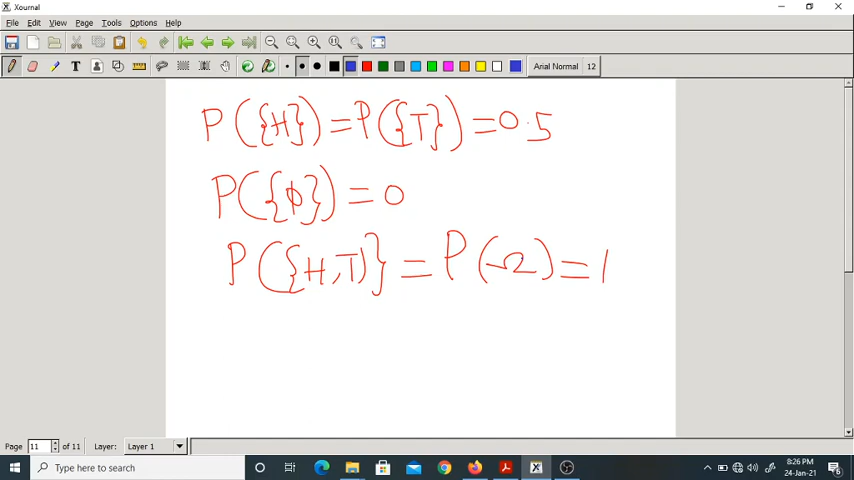 Xournal
File Edit View Page Tools Options Help
Arial Normal 12
P({H}) = P({T}) = 0.5
P({φ}) = 0
P({H,T)} = P(Ω) = 1
Page 11 of 11 Layer: Layer 1
Type here to search
8:26 PM
24-Jan-21
6